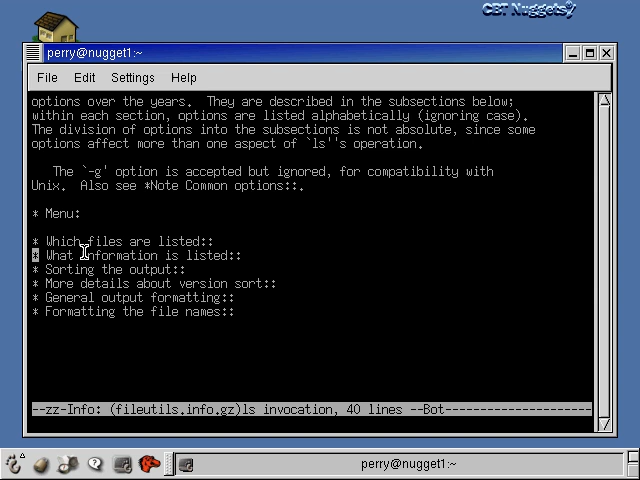 CBT Nuggets
perry@nugget1:~
File Edit Settings Help
options over the years.  They are described in the subsections below;
within each section, options are listed alphabetically (ignoring case).
The division of options into the subsections is not absolute, since some
options affect more than one aspect of `ls''s operation.
The `-g' option is accepted but ignored, for compatibility with
Unix.  Also see *Note Common options::.
* Menu:
* Which files are listed::
* What information is listed::
* Sorting the output::
* More details about version sort::
* General output formatting::
* Formatting the file names::
--zz-Info: (fileutils.info.gz)ls invocation, 40 lines --Bot---------------------
perry@nugget1:~